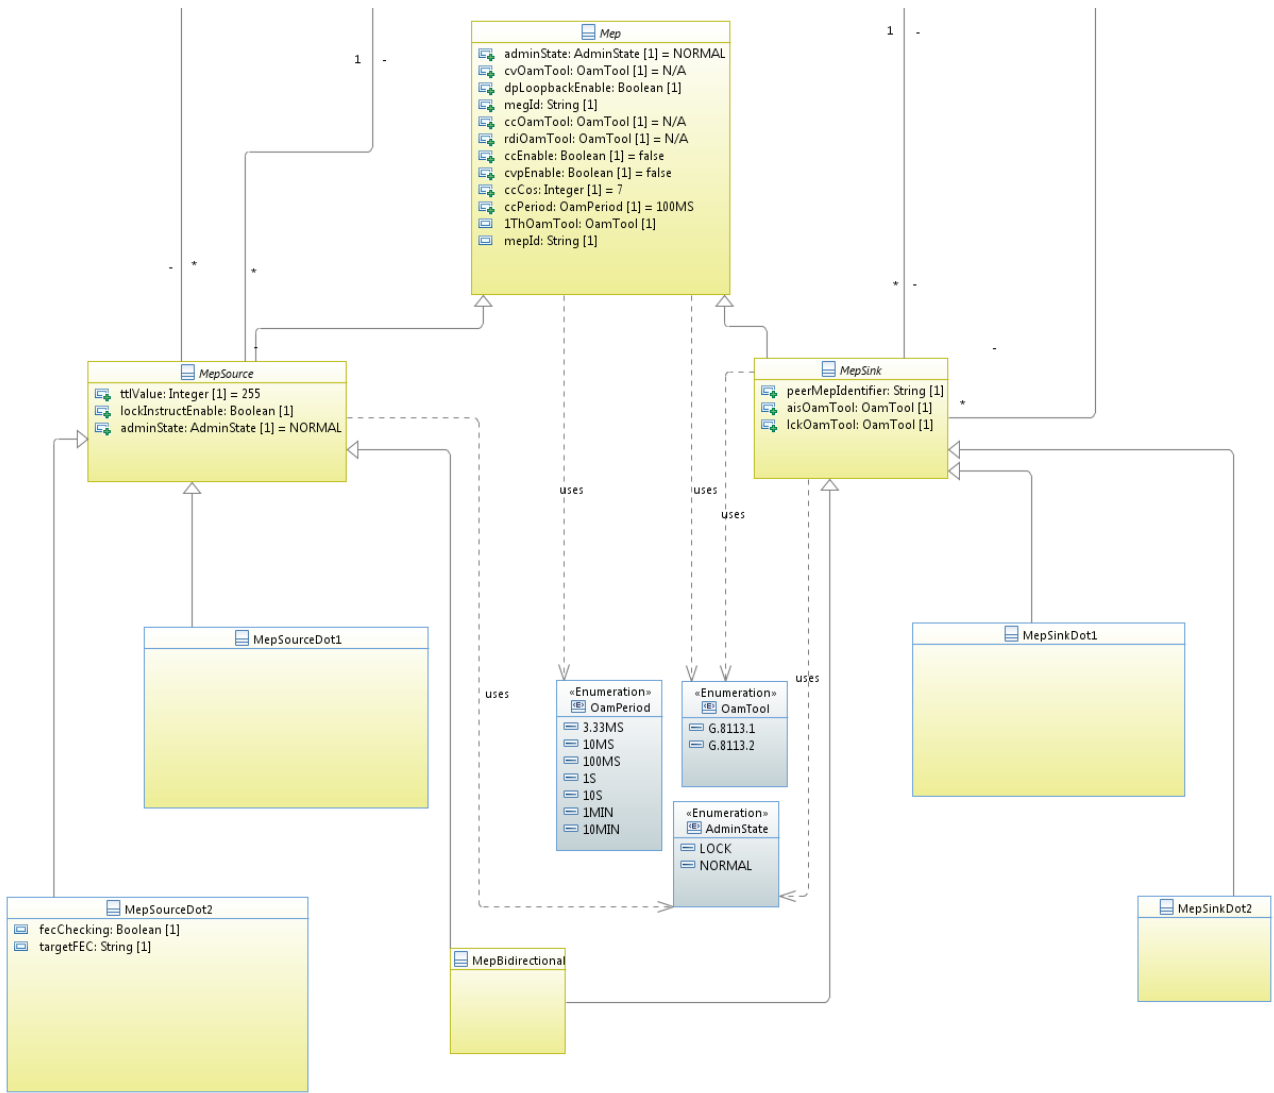 1 -
- *
*
-
1 -
* -
-
*
Mep
adminState: AdminState [1] = NORMAL
cvOamTool: OamTool [1] = N/A
dpLoopbackEnable: Boolean [1]
megId: String [1]
ccOamTool: OamTool [1] = N/A
rdiOamTool: OamTool [1] = N/A
ccEnable: Boolean [1] = false
cvpEnable: Boolean [1] = false
ccCos: Integer [1] = 7
ccPeriod: OamPeriod [1] = 100MS
1ThOamTool: OamTool [1]
mepId: String [1]
MepSource
ttlValue: Integer [1] = 255
lockInstructEnable: Boolean [1]
adminState: AdminState [1] = NORMAL
MepSink
peerMepIdentifier: String [1]
aisOamTool: OamTool [1]
lckOamTool: OamTool [1]
uses
uses
uses
uses
uses
MepSourceDot1
MepSinkDot1
«Enumeration»
OamPeriod
3.33MS
10MS
100MS
1S
10S
1MIN
10MIN
«Enumeration»
OamTool
G.8113.1
G.8113.2
«Enumeration»
AdminState
LOCK
NORMAL
MepSourceDot2
fecChecking: Boolean [1]
targetFEC: String [1]
MepBidirectional
MepSinkDot2